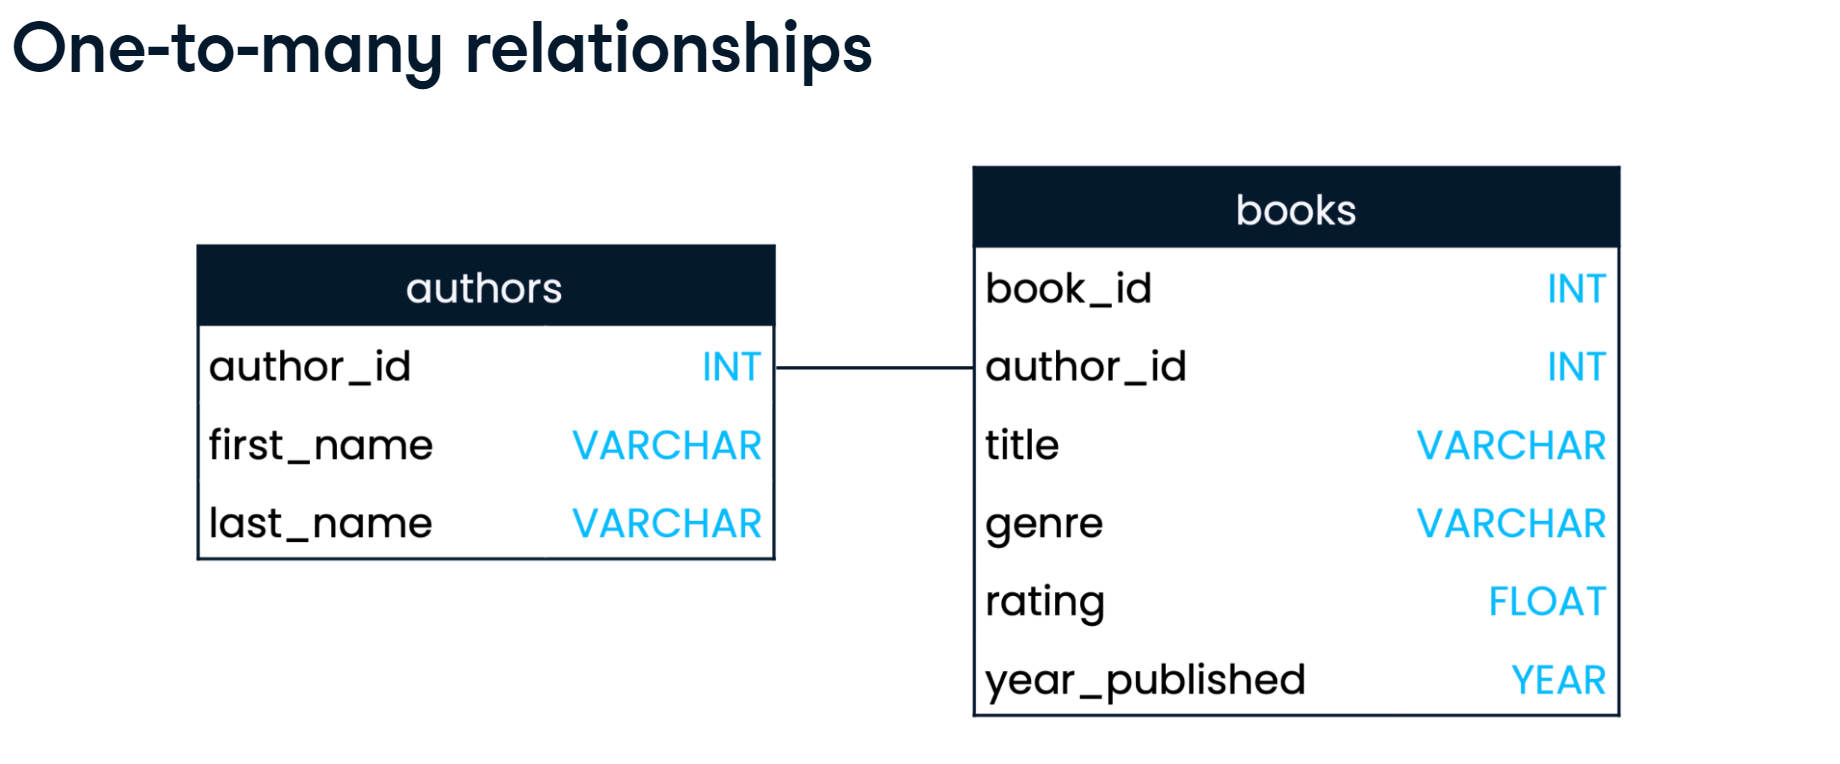 One-to-many relationships
authors
author_id INT
first_name VARCHAR
last_name VARCHAR
books
book_id INT
author_id INT
title VARCHAR
genre VARCHAR
rating FLOAT
year_published YEAR